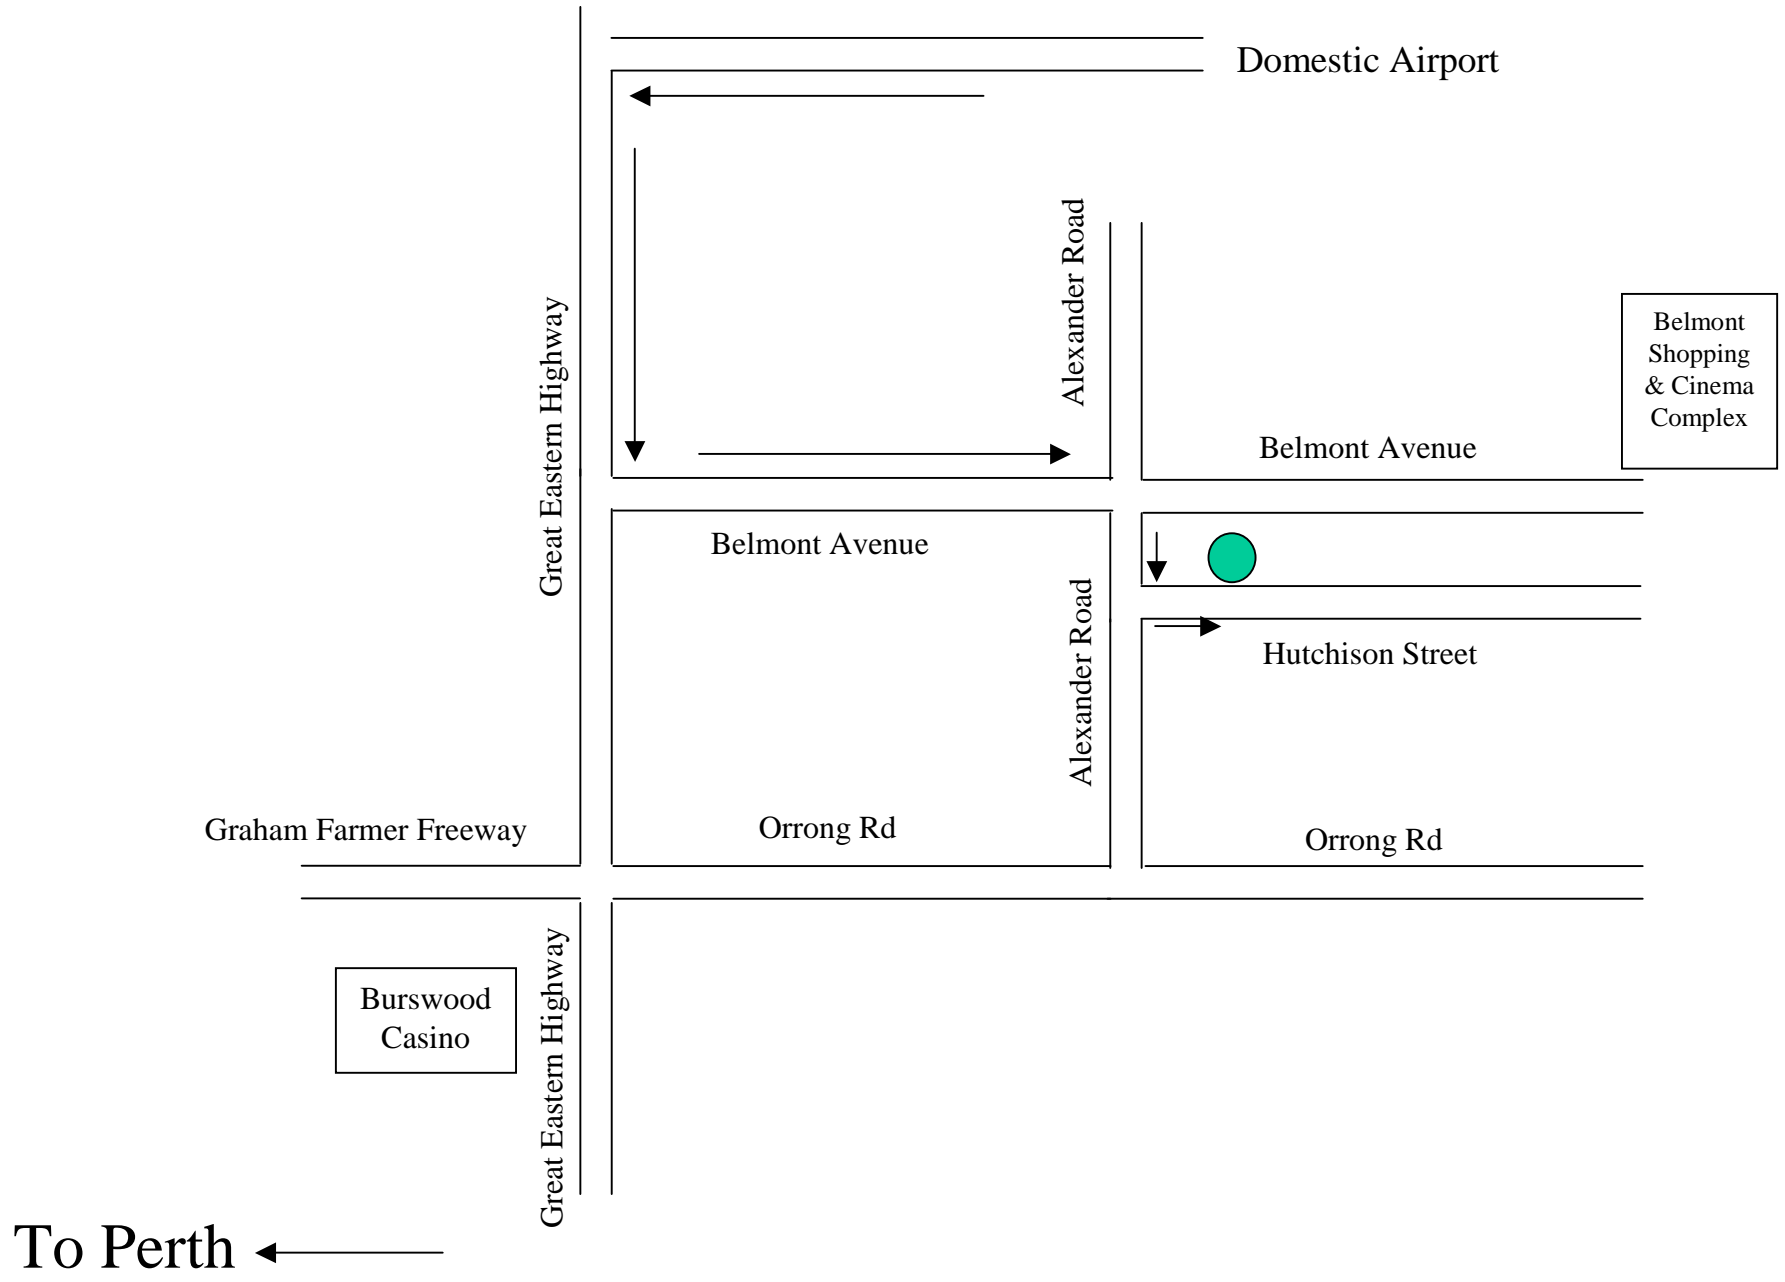 Domestic Airport
Alexander Road
Great Eastern Highway
Belmont
Shopping
& Cinema
Complex
Belmont Avenue
Belmont Avenue
Alexander Road
Hutchison Street
Graham Farmer Freeway
Orrong Rd
Orrong Rd
Great Eastern Highway
Burswood
Casino
To Perth